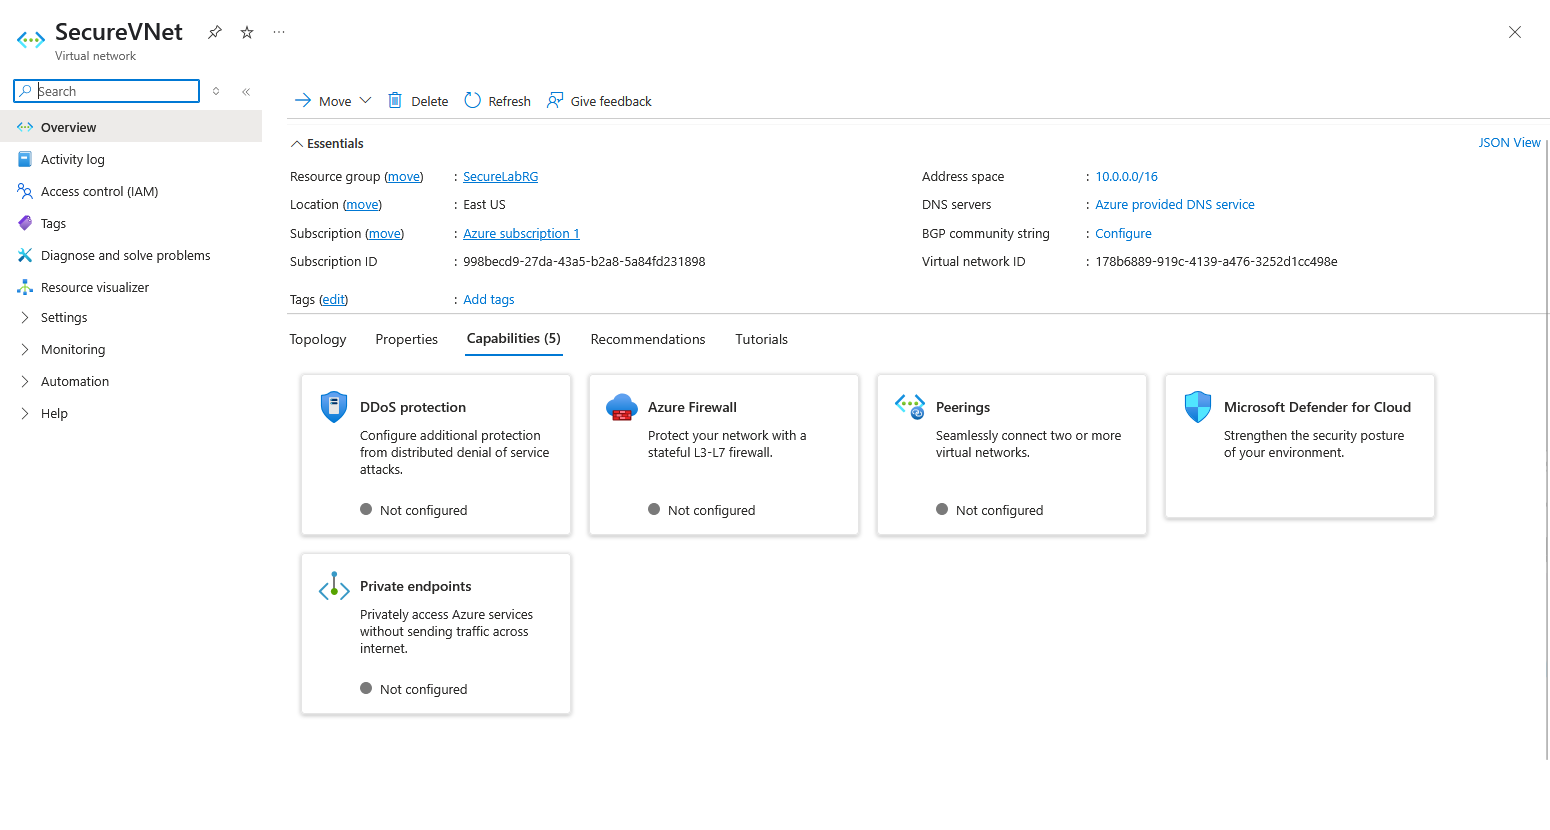 SecureVNet
Virtual network
Search
Overview
Activity log
Access control (IAM)
Tags
Diagnose and solve problems
Resource visualizer
Settings
Monitoring
Automation
Help
Move
Delete
Refresh
Give feedback
Essentials
JSON View
Resource group (move) : SecureLabRG
Location (move) : East US
Subscription (move) : Azure subscription 1
Subscription ID : 998becd9-27da-43a5-b2a8-5a84fd231898
Address space : 10.0.0.0/16
DNS servers : Azure provided DNS service
BGP community string : Configure
Virtual network ID : 178b6889-919c-4139-a476-3252d1cc498e
Tags (edit) : Add tags
Topology
Properties
Capabilities (5)
Recommendations
Tutorials
DDoS protection
Configure additional protection
from distributed denial of service
attacks.
Not configured
Azure Firewall
Protect your network with a
stateful L3-L7 firewall.
Not configured
Peerings
Seamlessly connect two or more
virtual networks.
Not configured
Microsoft Defender for Cloud
Strengthen the security posture
of your environment.
Private endpoints
Privately access Azure services
without sending traffic across
internet.
Not configured